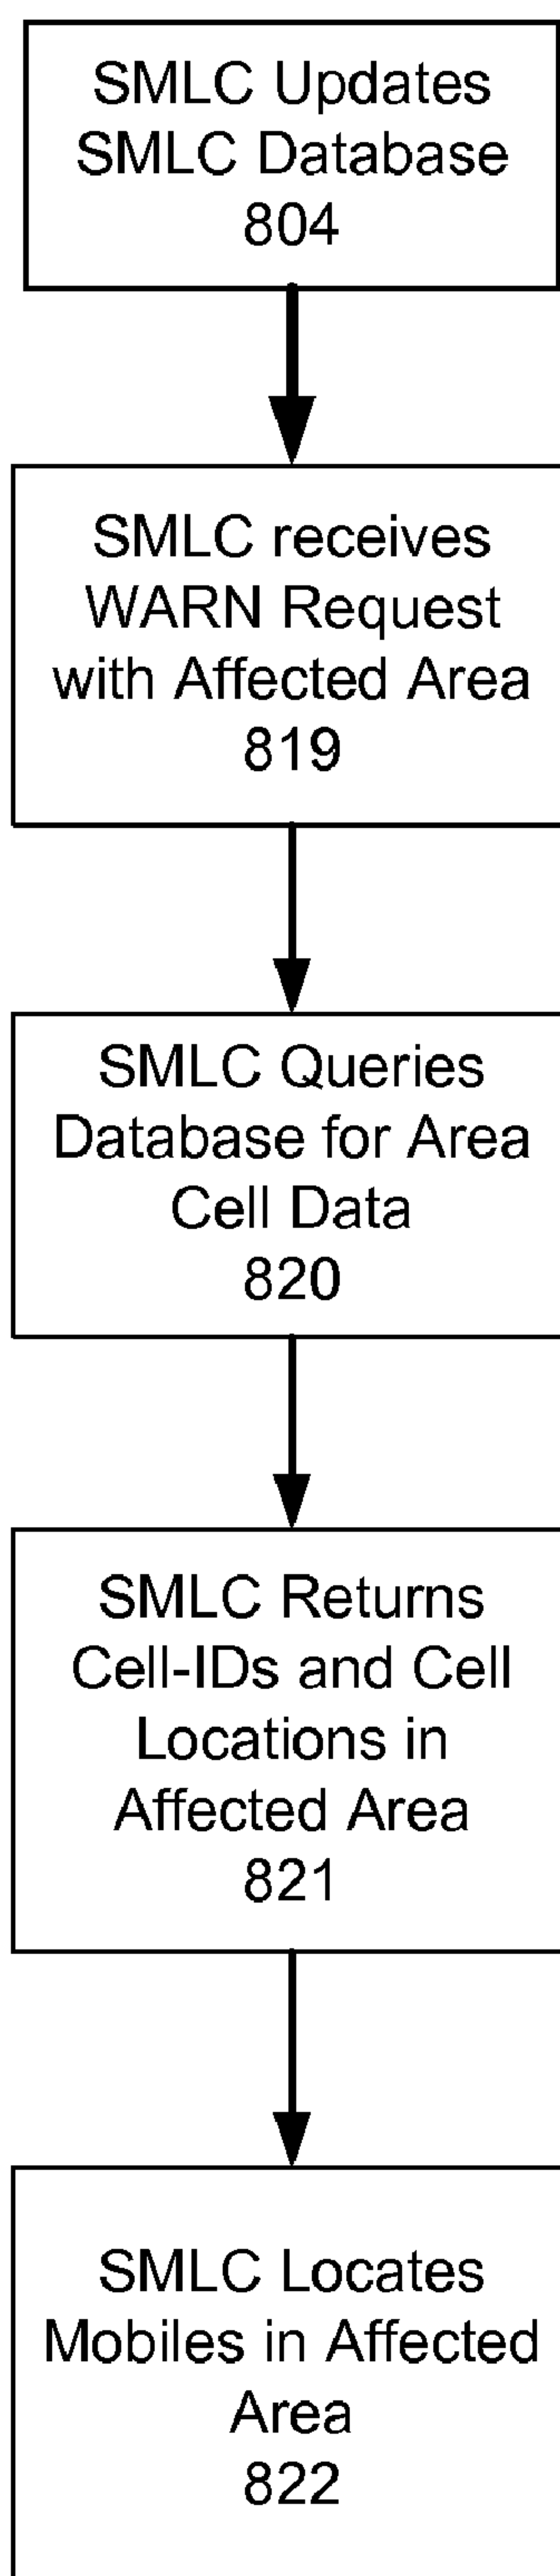 SMLC Updates
SMLC Database
804
SMLC receives
WARN Request
with Affected Area
819
SMLC Queries
Database for Area
Cell Data
820
SMLC Returns
Cell-IDs and Cell
Locations in
Affected Area
821
SMLC Locates
Mobiles in Affected
Area
822